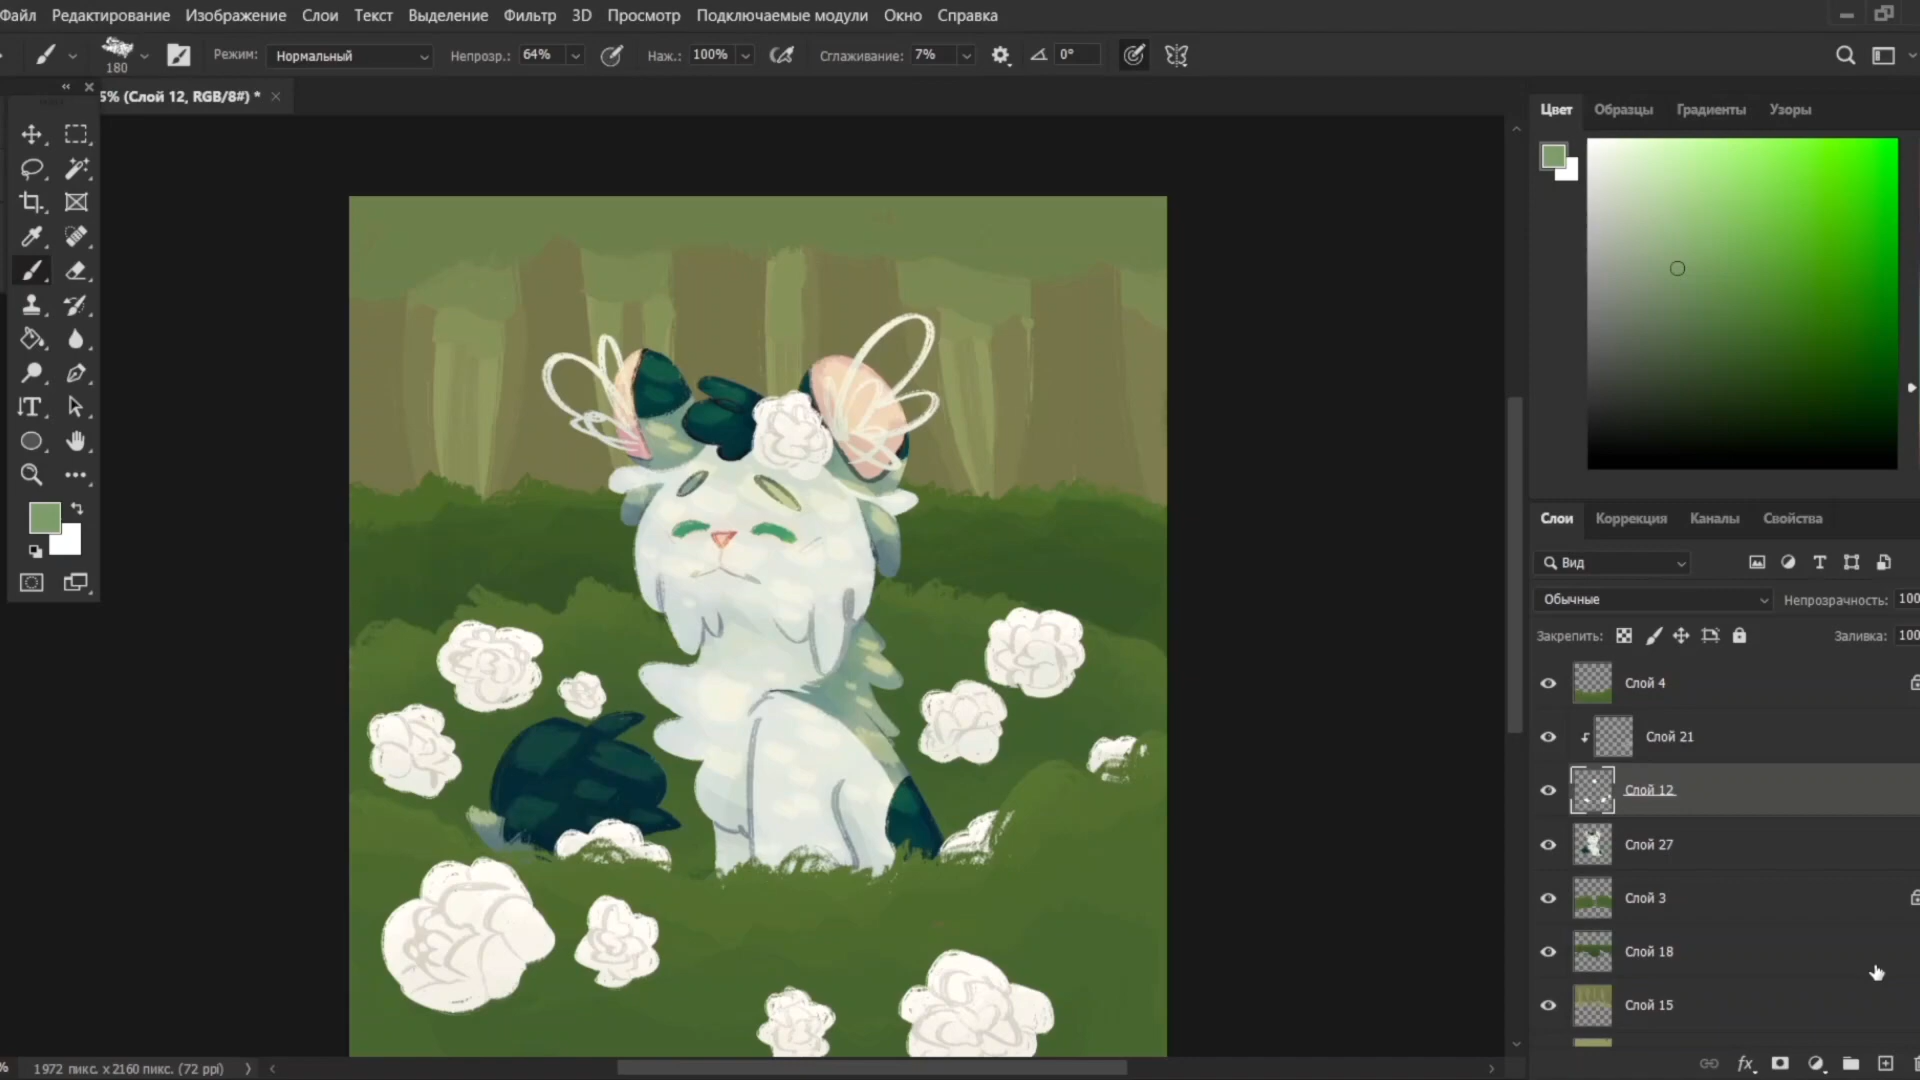 Файл Редактирование Изображение Слои Текст Выделение Фильтр 3D Просмотр Подключаемые модули Окно Справка
180 Режим: Нормальный Непрозр.: 64% Наж.: 100% Сглаживание: 7% 0°
5% (Слой 12, RGB/8#) *
Цвет Образцы Градиенты Узоры
Слои Коррекция Каналы Свойства
Вид
Обычные Непрозрачность: 100
Закрепить: Заливка: 100
Слой 4
Слой 21
Слой 12
Слой 27
Слой 3
Слой 18
Слой 15
% 1972 пикс. x 2160 пикс. (72 ppi)